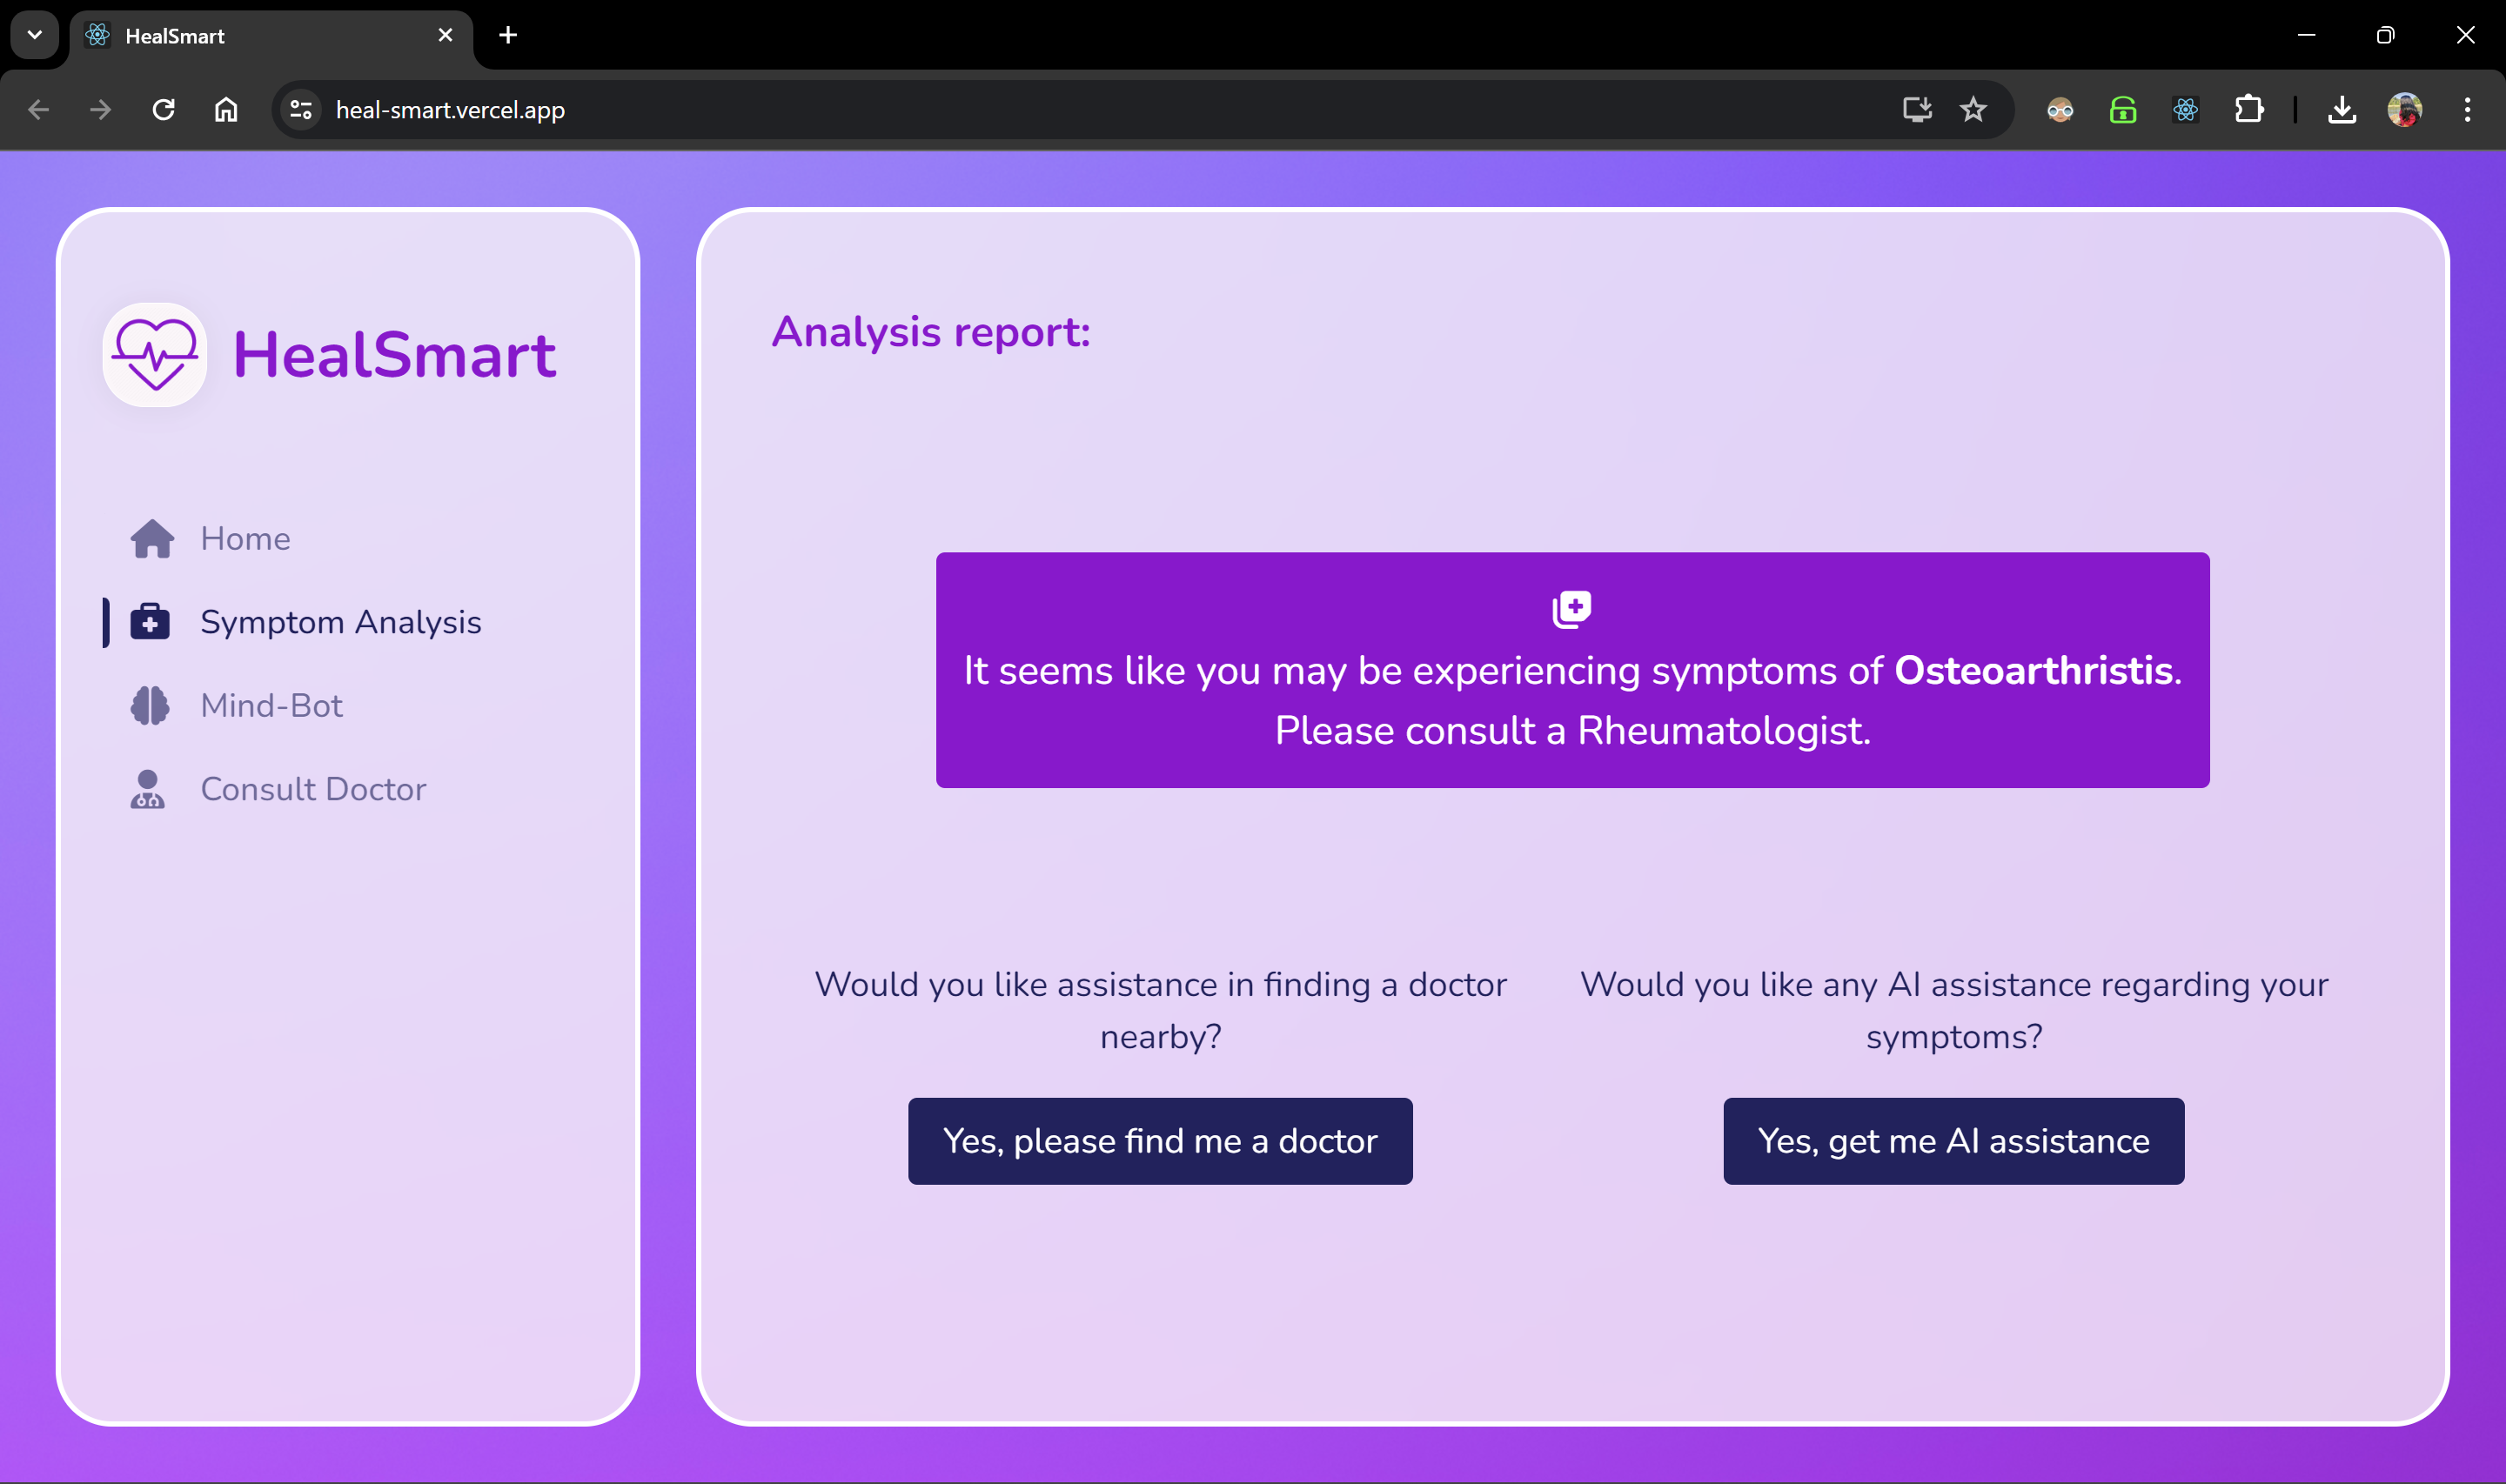 HealSmart
heal-smart.vercel.app
HealSmart
Home
Symptom Analysis
Mind-Bot
Consult Doctor
Analysis report:
It seems like you may be experiencing symptoms of Osteoarthristis.
Please consult a Rheumatologist.
Would you like assistance in finding a doctor
nearby?
Yes, please find me a doctor
Would you like any AI assistance regarding your
symptoms?
Yes, get me AI assistance